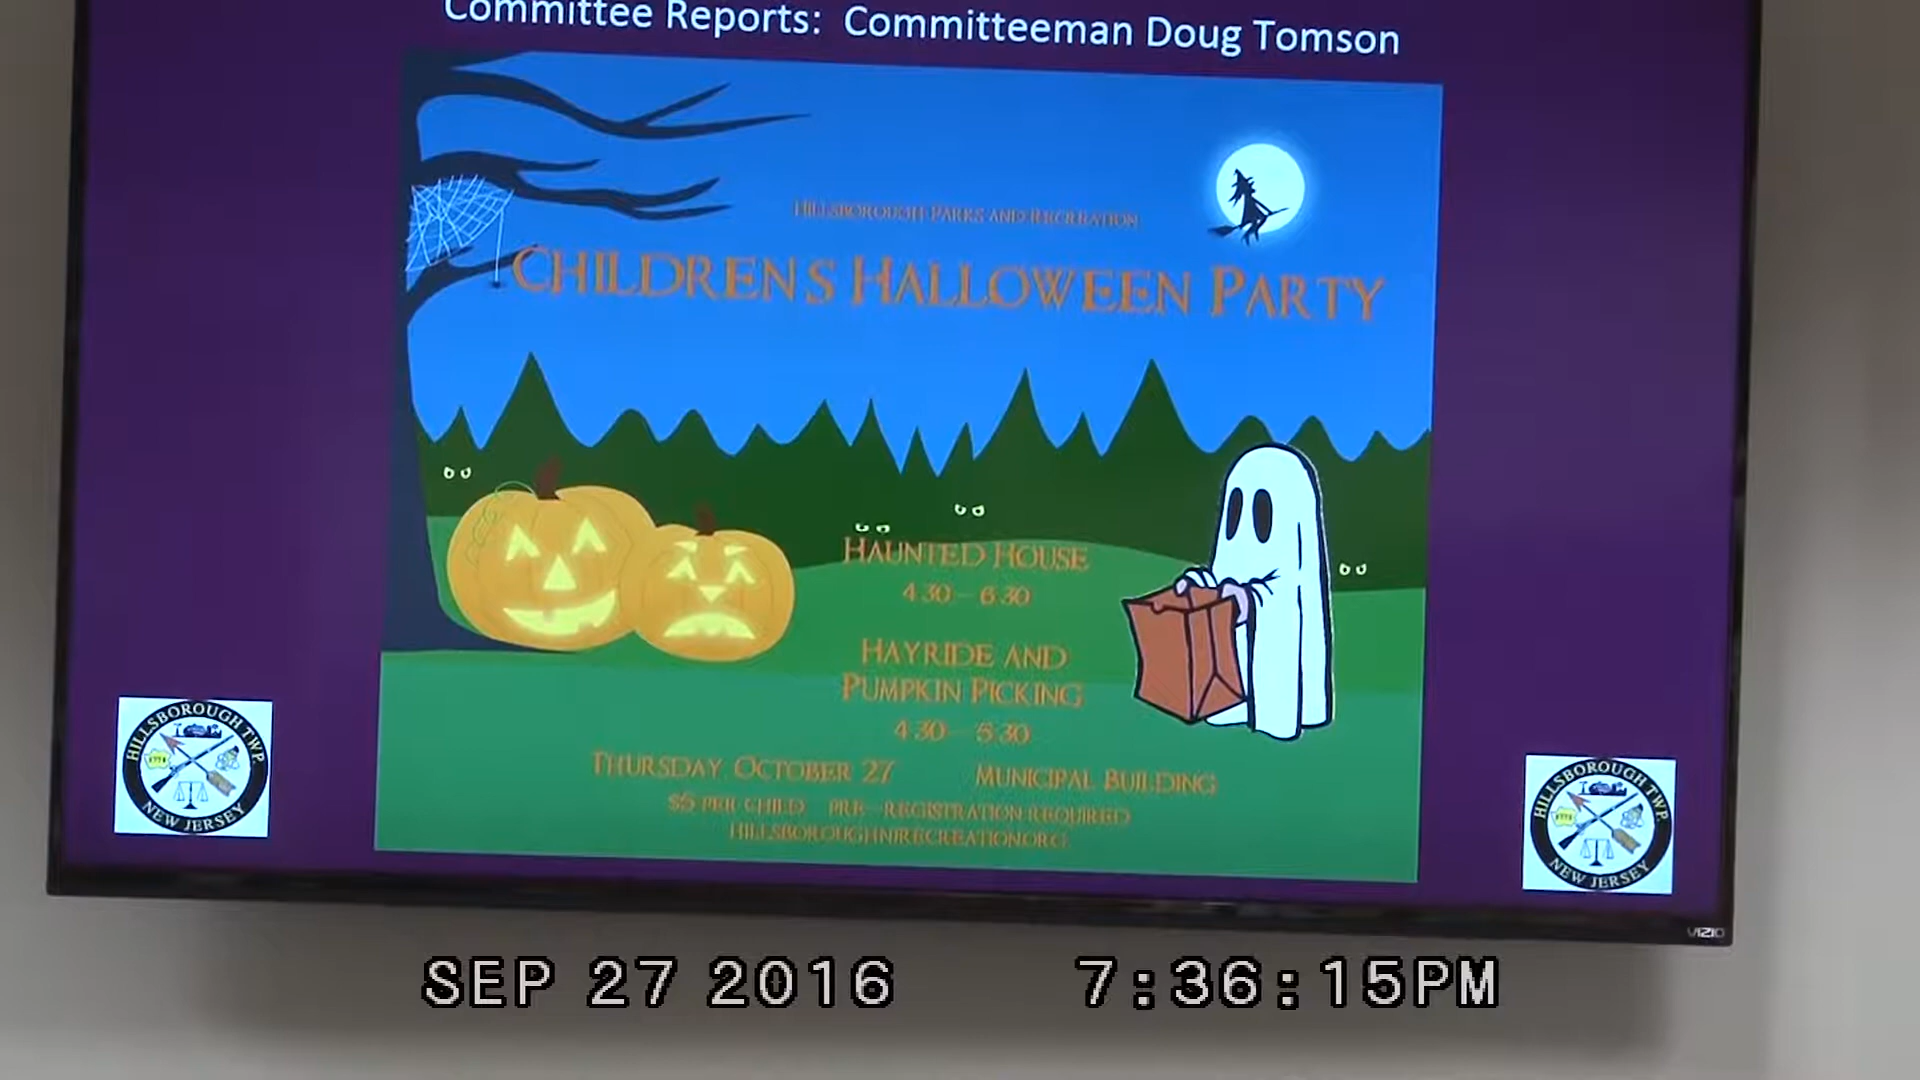 Committee Reports: Committeeman Doug Tomson
HILLSBOROUGH PARKS AND RECREATION
CHILDRENS HALLOWEEN PARTY
HAUNTED HOUSE
4 30 - 6 30
HAYRIDE AND
PUMPKIN PICKING
4 30 - 5 30
THURSDAY OCTOBER 27 MUNICIPAL BUILDING
$5 PER CHILD PRE-REGISTRATION REQUIRED
HILLSBOROUGHNJRECREATION.ORG
HILLSBOROUGH TWP.
1771
NEW JERSEY
HILLSBOROUGH TWP.
1771
NEW JERSEY
VIZIO
SEP 27 2016 7:36:15PM